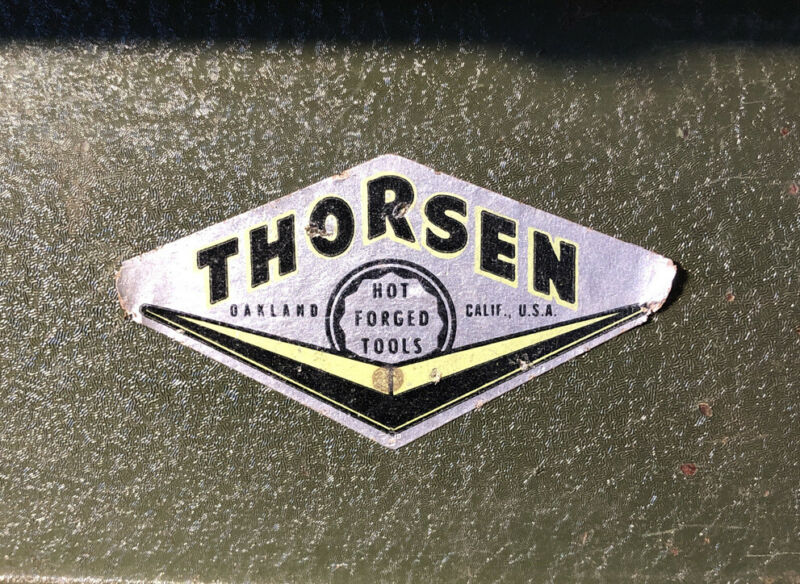 THORSEN
OAKLAND CALIF., U.S.A.
HOT
FORGED
TOOLS